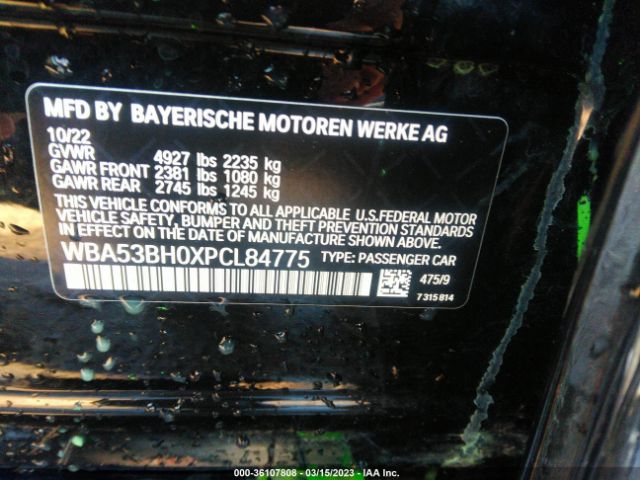 MFD BY BAYERISCHE MOTOREN WERKE AG
10/22
GVWR 4927 lbs 2235 kg
GAWR FRONT 2381 lbs 1080 kg
GAWR REAR 2745 lbs 1245 kg
THIS VEHICLE CONFORMS TO ALL APPLICABLE U.S.FEDERAL MOTOR
VEHICLE SAFETY, BUMPER AND THEFT PREVENTION STANDARDS
IN EFFECT ON THE DATE OF MANUFACTURE SHOWN ABOVE.
WBA53BH0XPCL84775 TYPE: PASSENGER CAR
475/9
7 315 814
000-36107808 - 03/15/2023 - IAA Inc.